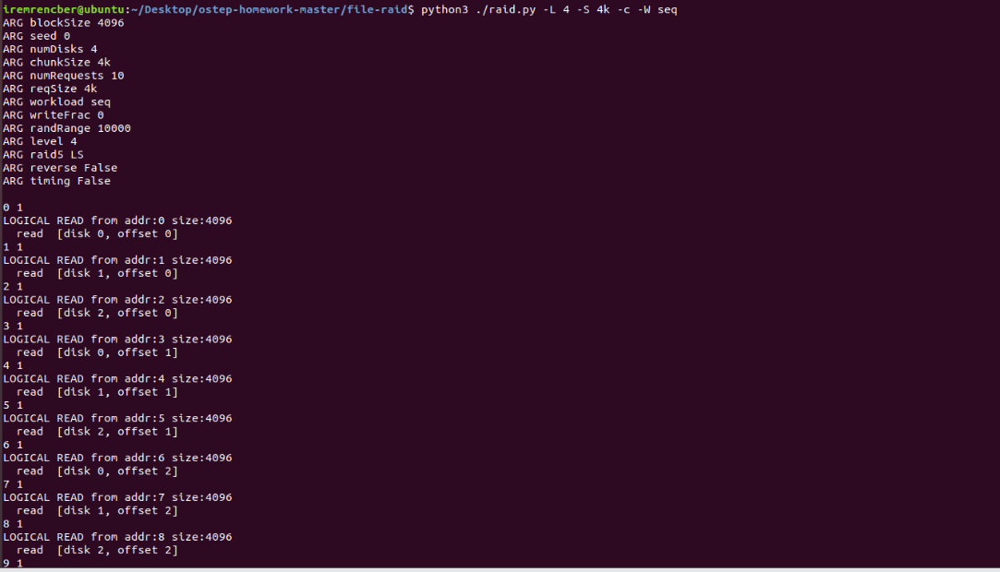 iremrencber@ubuntu:~/Desktop/ostep-homework-master/file-raid$ python3 ./raid.py -L 4 -S 4k -c -W seq
ARG blockSize 4096
ARG seed 0
ARG numDisks 4
ARG chunkSize 4k
ARG numRequests 10
ARG reqSize 4k
ARG workload seq
ARG writeFrac 0
ARG randRange 10000
ARG level 4
ARG raid5 LS
ARG reverse False
ARG timing False

0 1
LOGICAL READ from addr:0 size:4096
  read  [disk 0, offset 0]
1 1
LOGICAL READ from addr:1 size:4096
  read  [disk 1, offset 0]
2 1
LOGICAL READ from addr:2 size:4096
  read  [disk 2, offset 0]
3 1
LOGICAL READ from addr:3 size:4096
  read  [disk 0, offset 1]
4 1
LOGICAL READ from addr:4 size:4096
  read  [disk 1, offset 1]
5 1
LOGICAL READ from addr:5 size:4096
  read  [disk 2, offset 1]
6 1
LOGICAL READ from addr:6 size:4096
  read  [disk 0, offset 2]
7 1
LOGICAL READ from addr:7 size:4096
  read  [disk 1, offset 2]
8 1
LOGICAL READ from addr:8 size:4096
  read  [disk 2, offset 2]
9 1